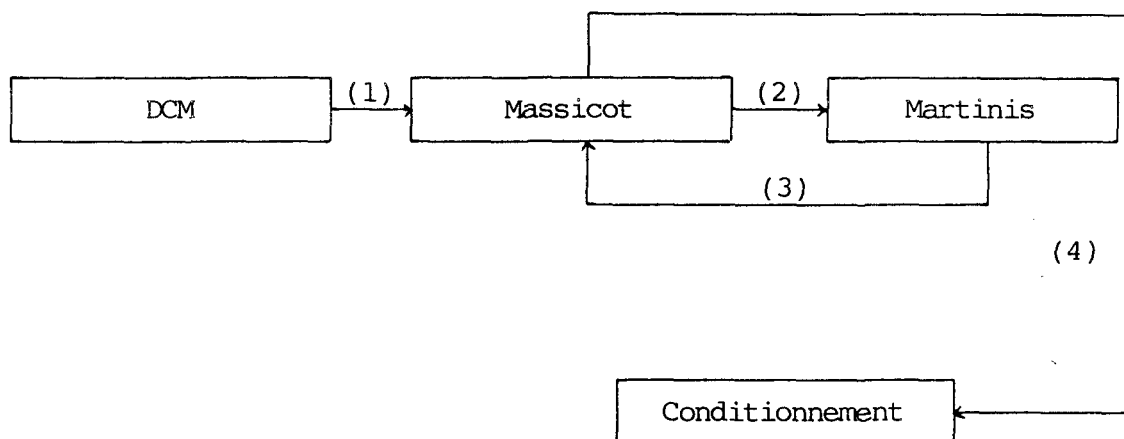 (1)
(2)
DCM
Massicot
Martinis
(3)
(4)
Conditionnement